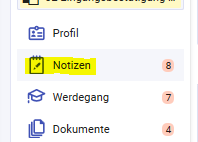 Profil
Notizen 8
Werdegang 7
Dokumente 4